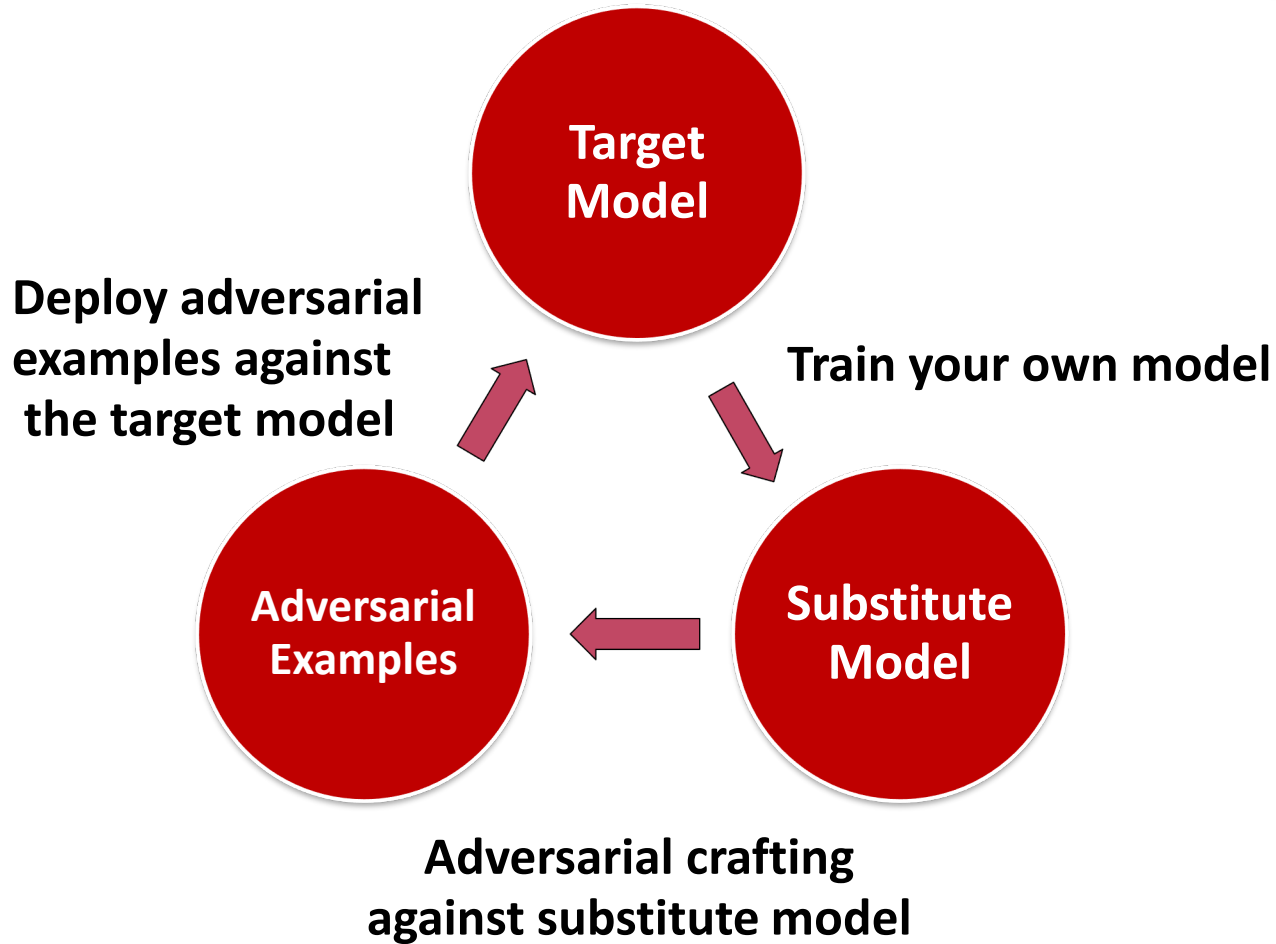 Target
Model
Deploy adversarial
examples against
the target model
Train your own model
Adversarial
Examples
Substitute
Model
Adversarial crafting
against substitute model